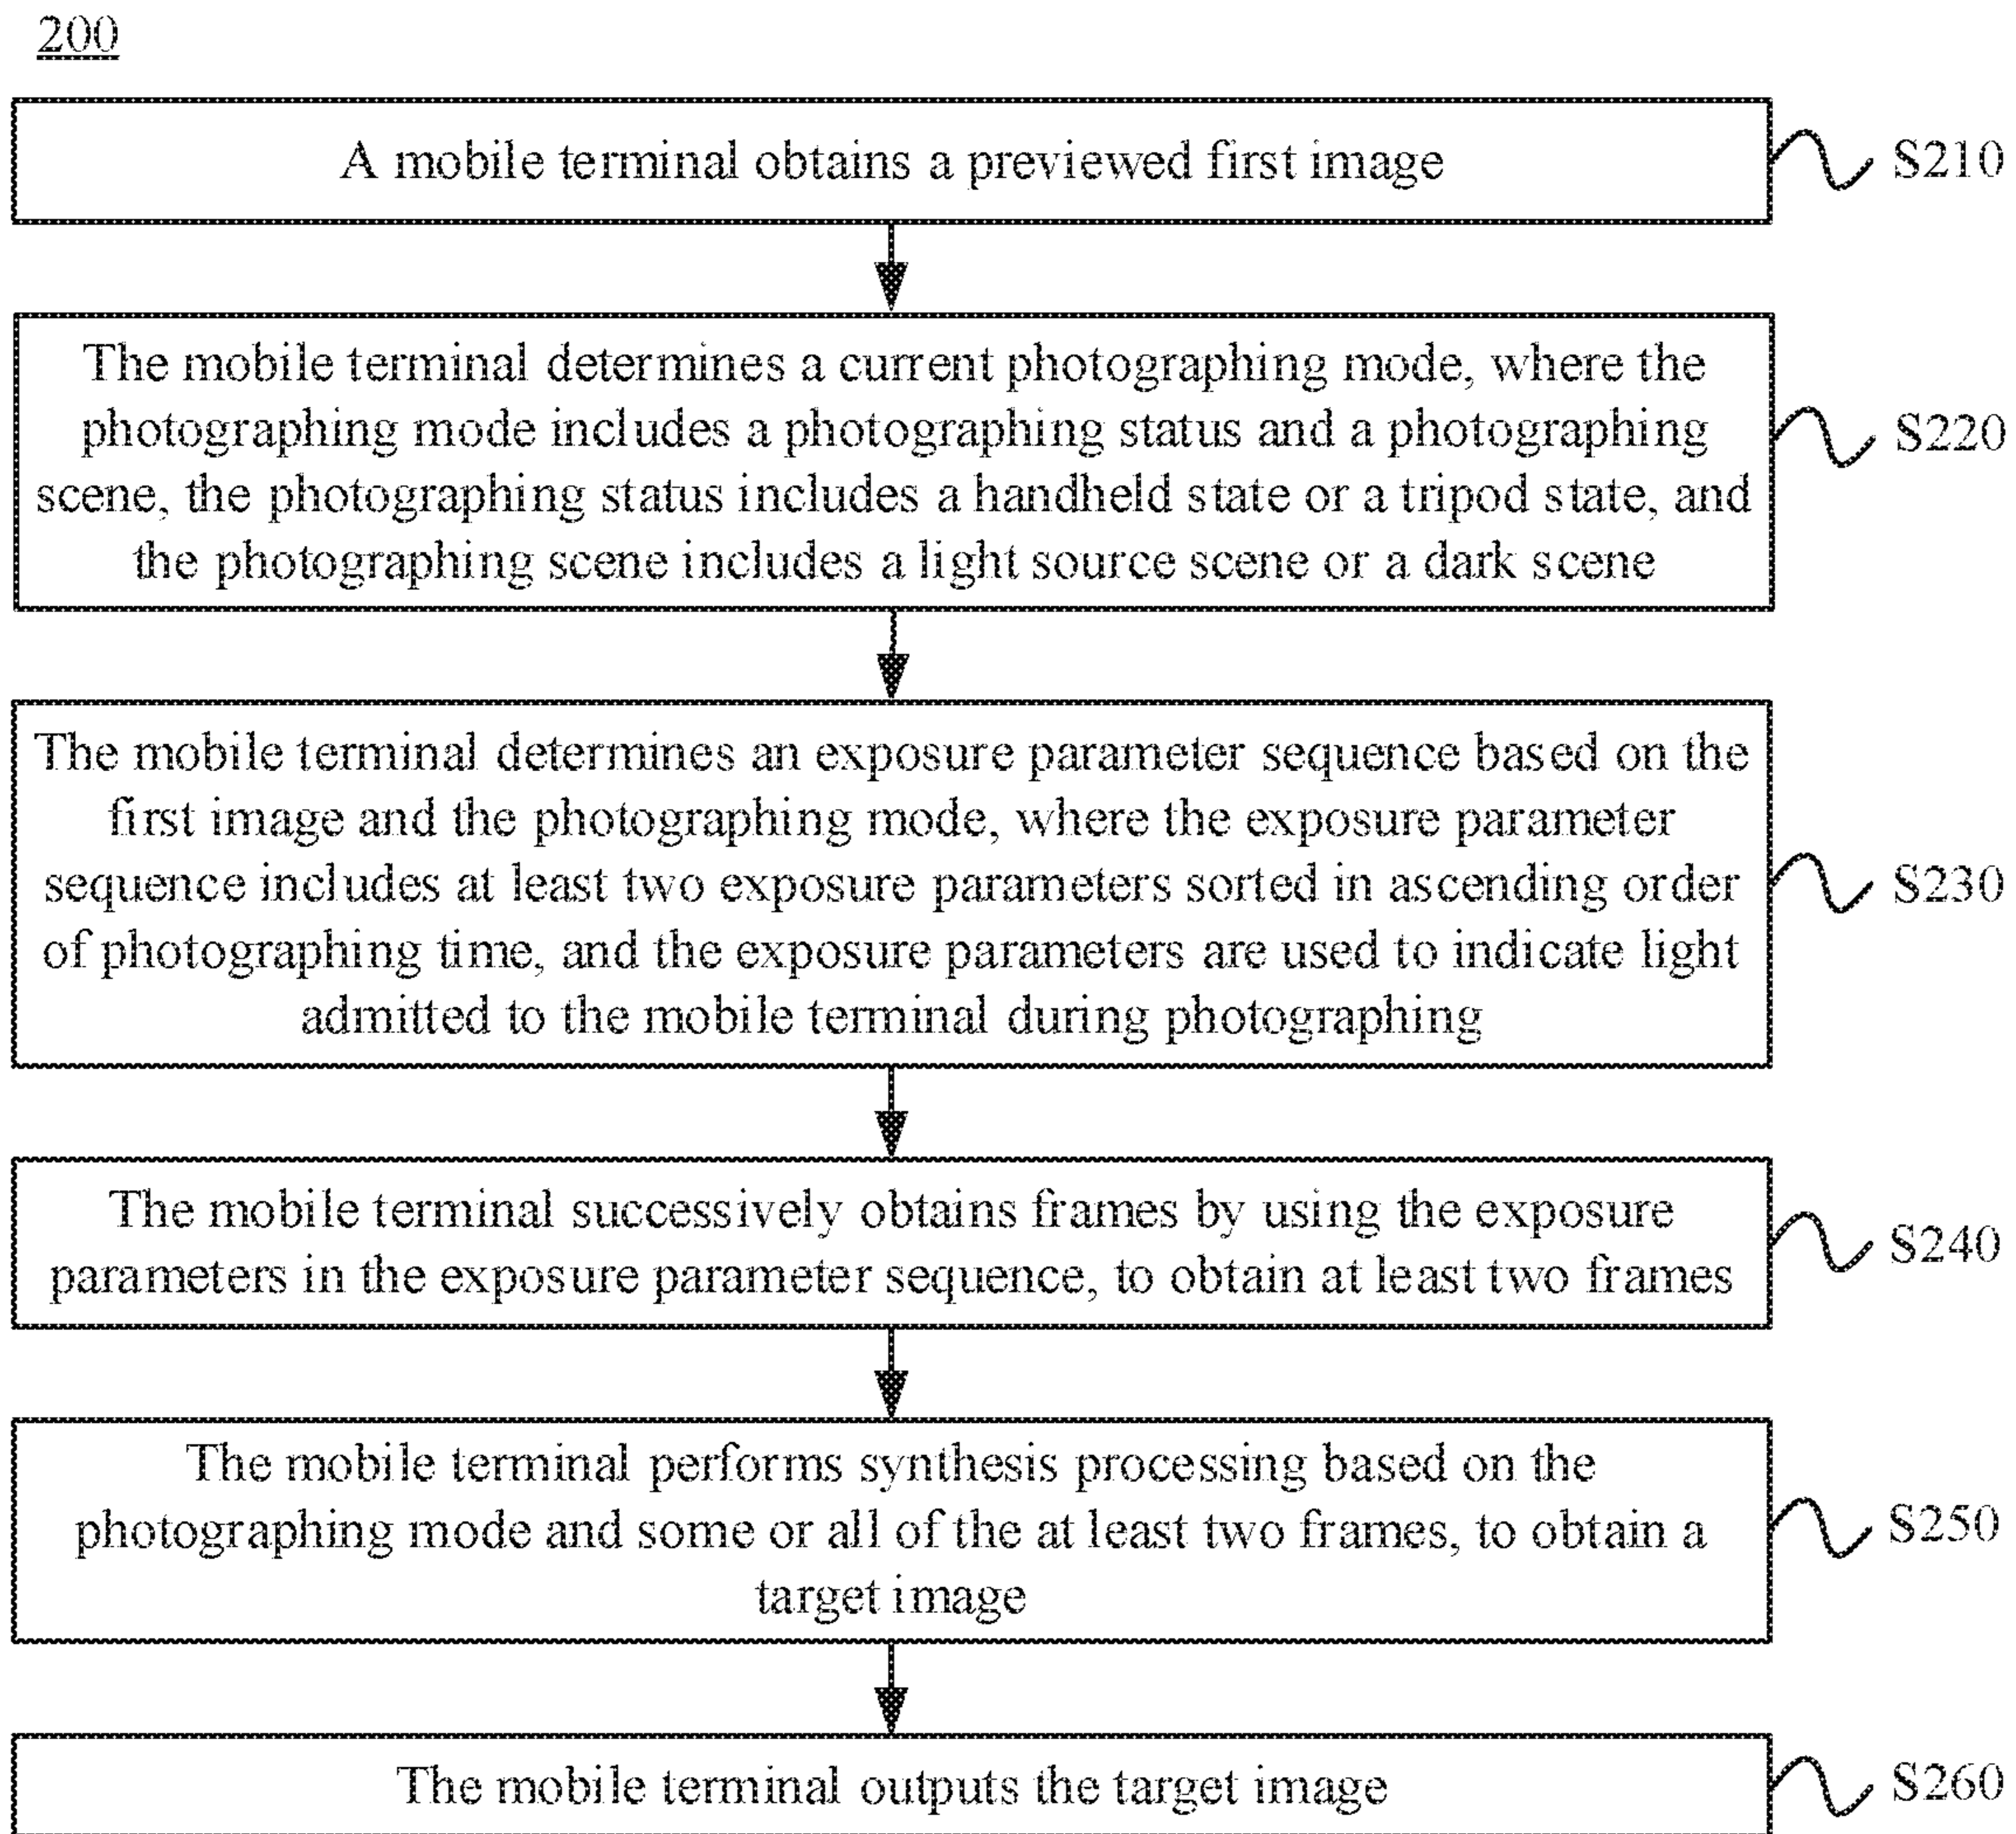 200
A mobile terminal obtains a previewed first image
S210
The mobile terminal determines a current photographing mode, where the
photographing mode includes a photographing status and a photographing
scene, the photographing status includes a handheld state or a tripod state, and
the photographing scene includes a light source scene or a dark scene
S220
The mobile terminal determines an exposure parameter sequence based on the
first image and the photographing mode, where the exposure parameter
sequence includes at least two exposure parameters sorted in ascending order
of photographing time, and the exposure parameters are used to indicate light
admitted to the mobile terminal during photographing
S230
The mobile terminal successively obtains frames by using the exposure
parameters in the exposure parameter sequence, to obtain at least two frames
S240
The mobile terminal performs synthesis processing based on the
photographing mode and some or all of the at least two frames, to obtain a
target image
S250
The mobile terminal outputs the target image
S260